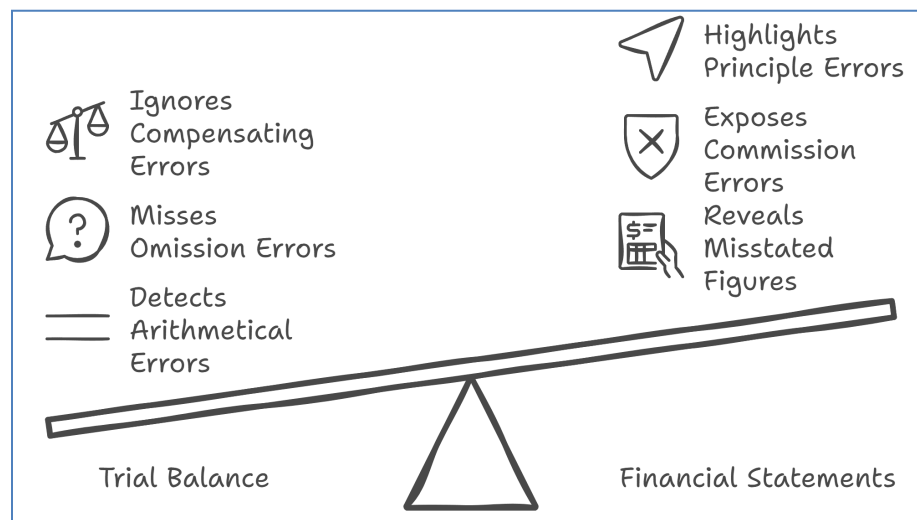 Ignores
Compensating
Errors
Misses
Omission Errors
Detects
Arithmetical
Errors
Trial Balance
Highlights
Principle Errors
Exposes
Commission
Errors
Reveals
Misstated
Figures
Financial Statements